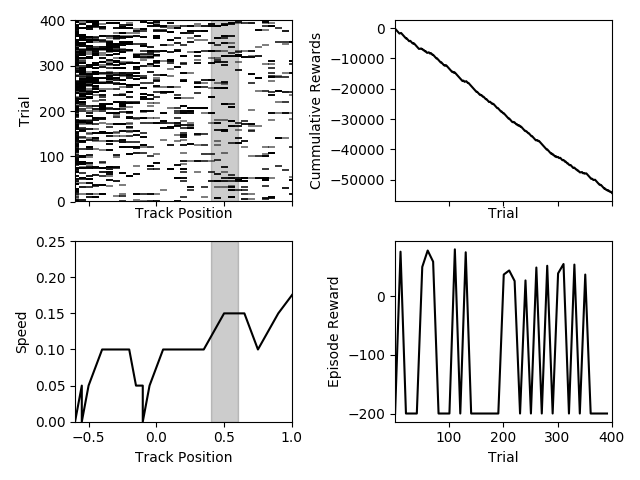 400
300
200
100
0
Trial
Track Position
0
−10000
−20000
−30000
−40000
−50000
Cummulative Rewards
Trial
0.25
0.20
0.15
0.10
0.05
0.00
Speed
−0.5 0.0 0.5 1.0
Track Position
0
−100
−200
Episode Reward
100 200 300 400
Trial